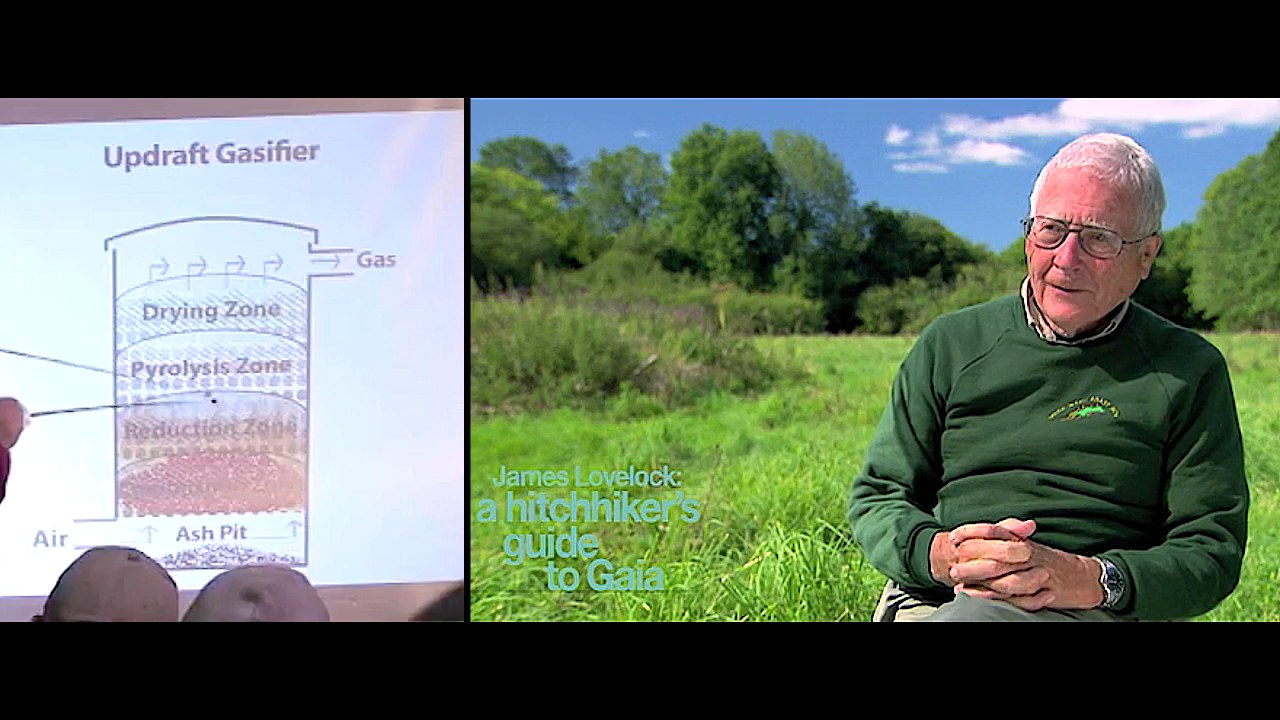 Updraft Gasifier
Gas
Drying Zone
Pyrolysis Zone
Reduction Zone
Air
Ash Pit
James Lovelock:
a hitchhiker's
guide
to Gaia